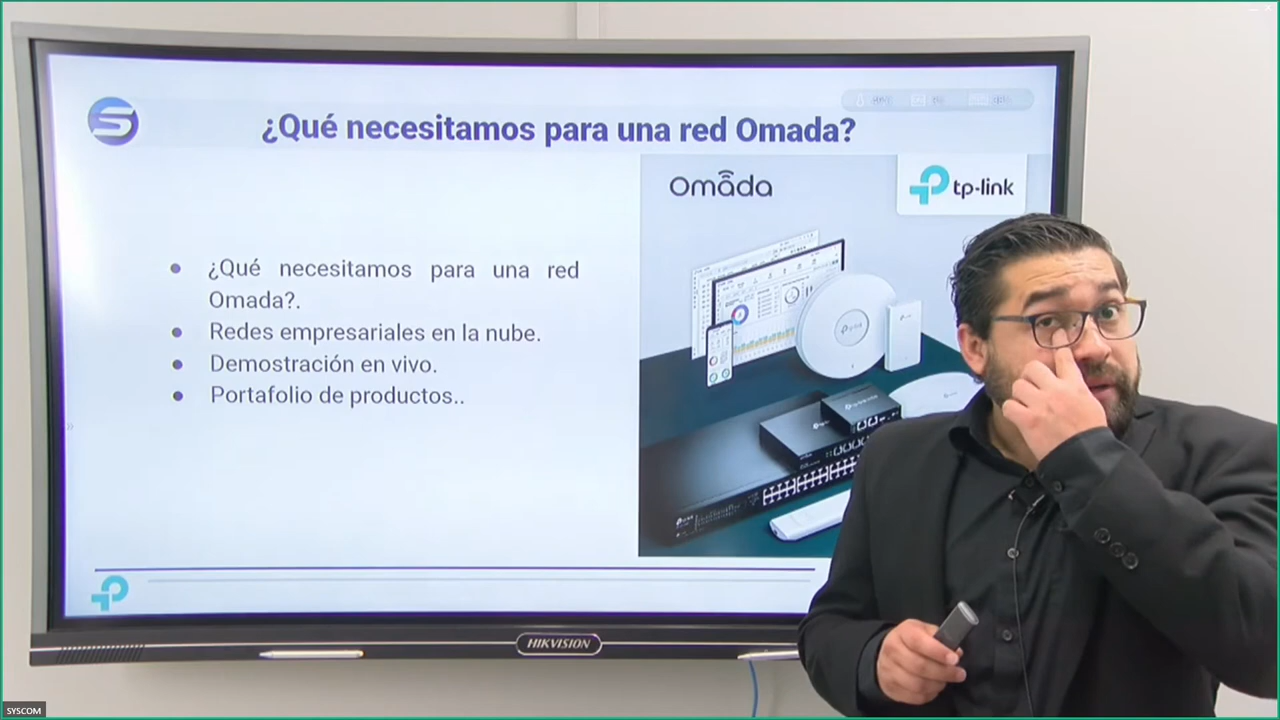 ¿Qué necesitamos para una red Omada?
omada
tp-link
● ¿Qué necesitamos para una red
Omada?.
● Redes empresariales en la nube.
● Demostración en vivo.
● Portafolio de productos..
HIKVISION
SYSCOM